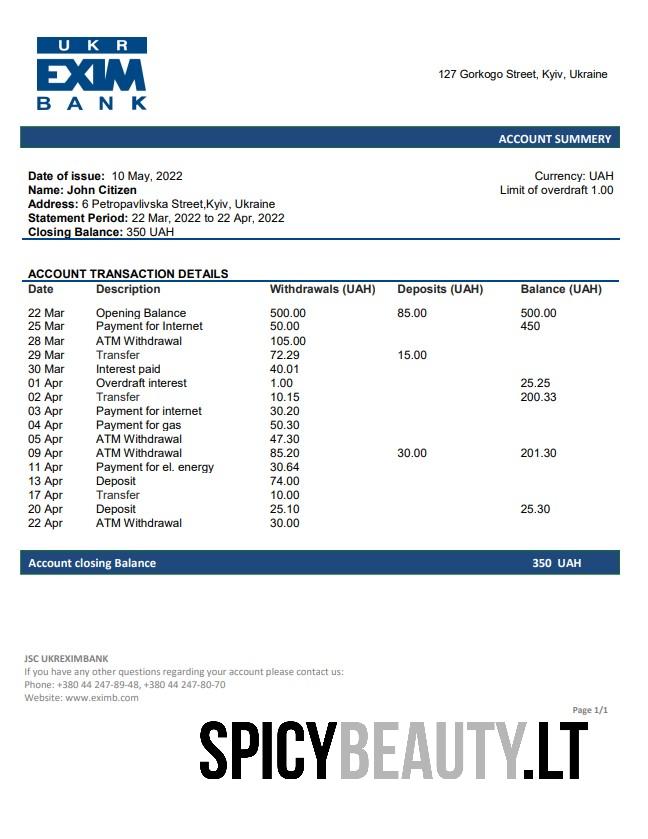 UKR
EXIM
BANK
127 Gorkogo Street, Kyiv, Ukraine
ACCOUNT SUMMERY
Date of issue: 10 May, 2022 Currency: UAH
Name: John Citizen Limit of overdraft 1.00
Address: 6 Petropavlivska Street,Kyiv, Ukraine
Statement Period: 22 Mar, 2022 to 22 Apr, 2022
Closing Balance: 350 UAH
ACCOUNT TRANSACTION DETAILS
Date Description Withdrawals (UAH) Deposits (UAH) Balance (UAH)
22 Mar Opening Balance 500.00 85.00 500.00
25 Mar Payment for Internet 50.00 450
28 Mar ATM Withdrawal 105.00
29 Mar Transfer 72.29 15.00
30 Mar Interest paid 40.01
01 Apr Overdraft interest 1.00 25.25
02 Apr Transfer 10.15 200.33
03 Apr Payment for internet 30.20
04 Apr Payment for gas 50.30
05 Apr ATM Withdrawal 47.30
09 Apr ATM Withdrawal 85.20 30.00 201.30
11 Apr Payment for el. energy 30.64
13 Apr Deposit 74.00
17 Apr Transfer 10.00
20 Apr Deposit 25.10 25.30
22 Apr ATM Withdrawal 30.00
Account closing Balance 350 UAH
JSC UKREXIMBANK
If you have any other questions regarding your account please contact us:
Phone: +380 44 247-89-48, +380 44 247-80-70
Website: www.eximb.com
Page 1/1
SPICYBEAUTY.LT